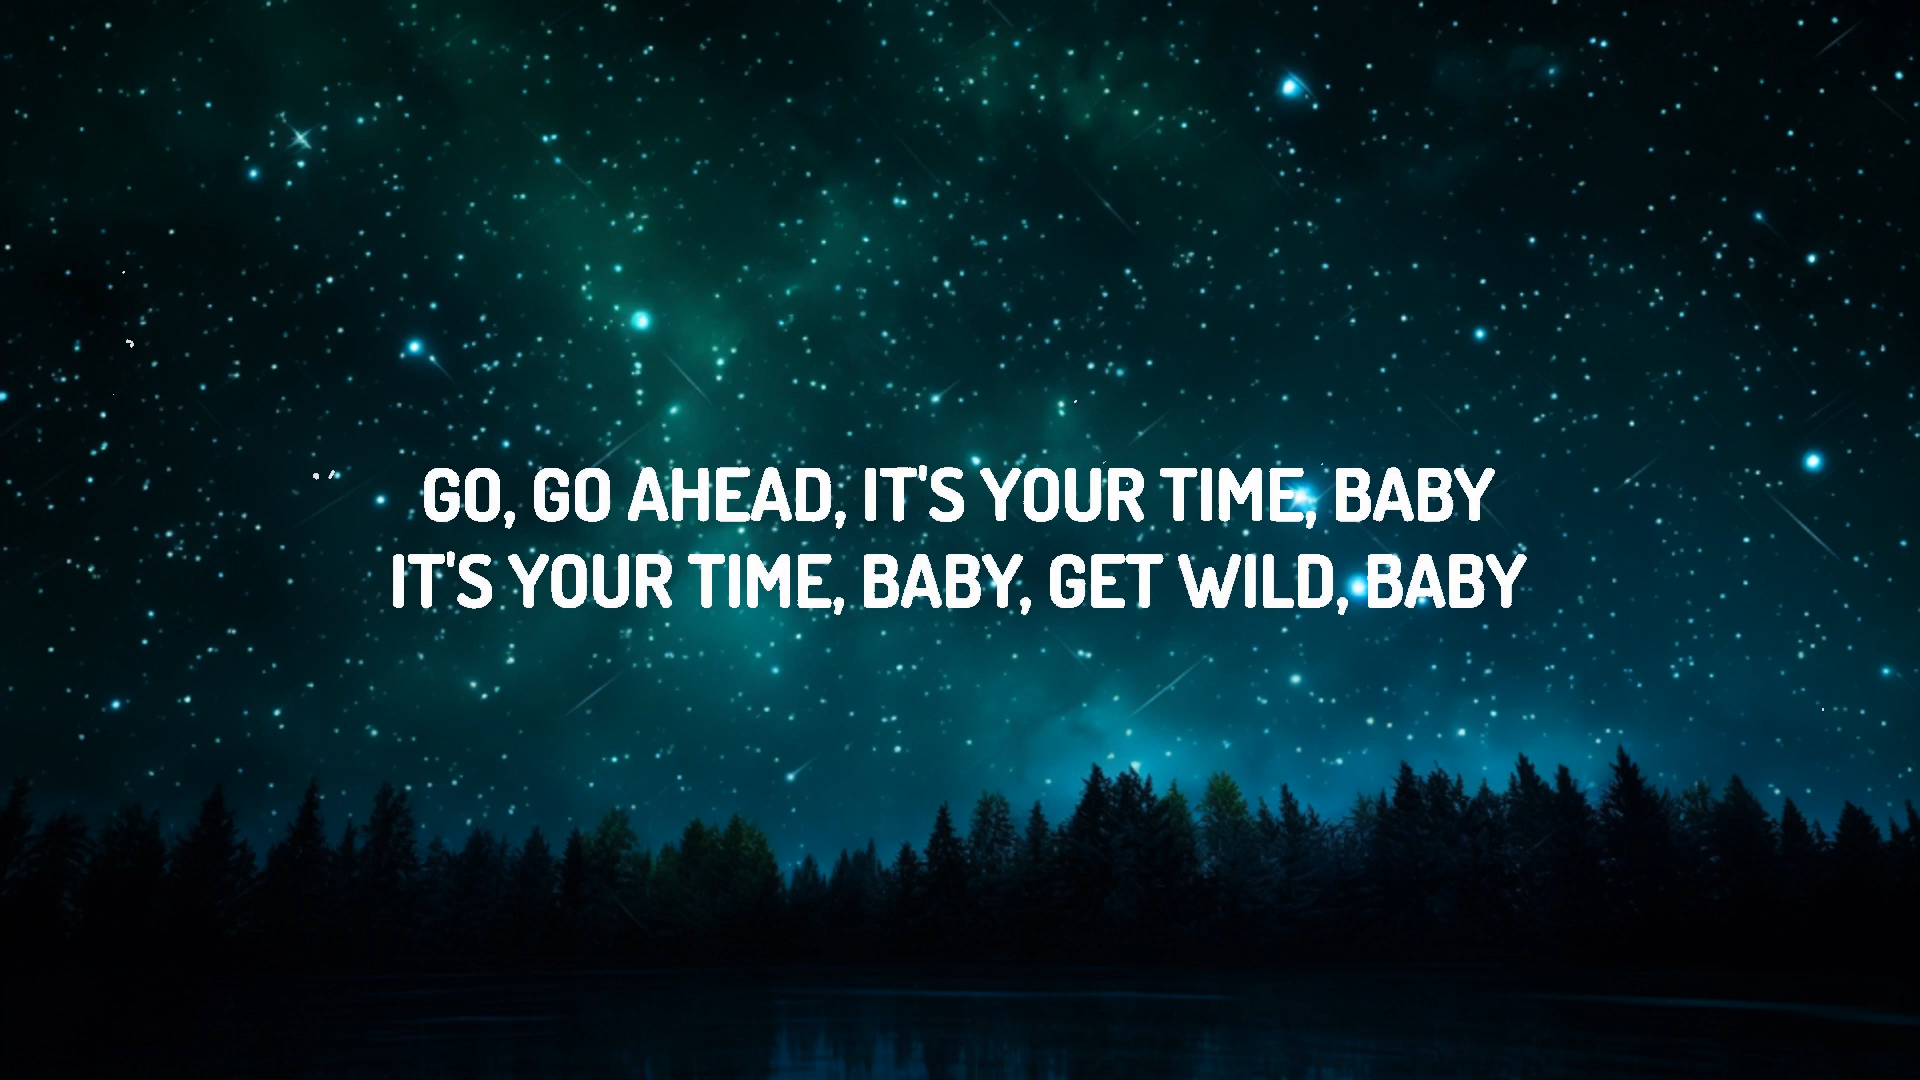 GO, GO AHEAD, IT'S YOUR TIME, BABY
IT'S YOUR TIME, BABY, GET WILD, BABY